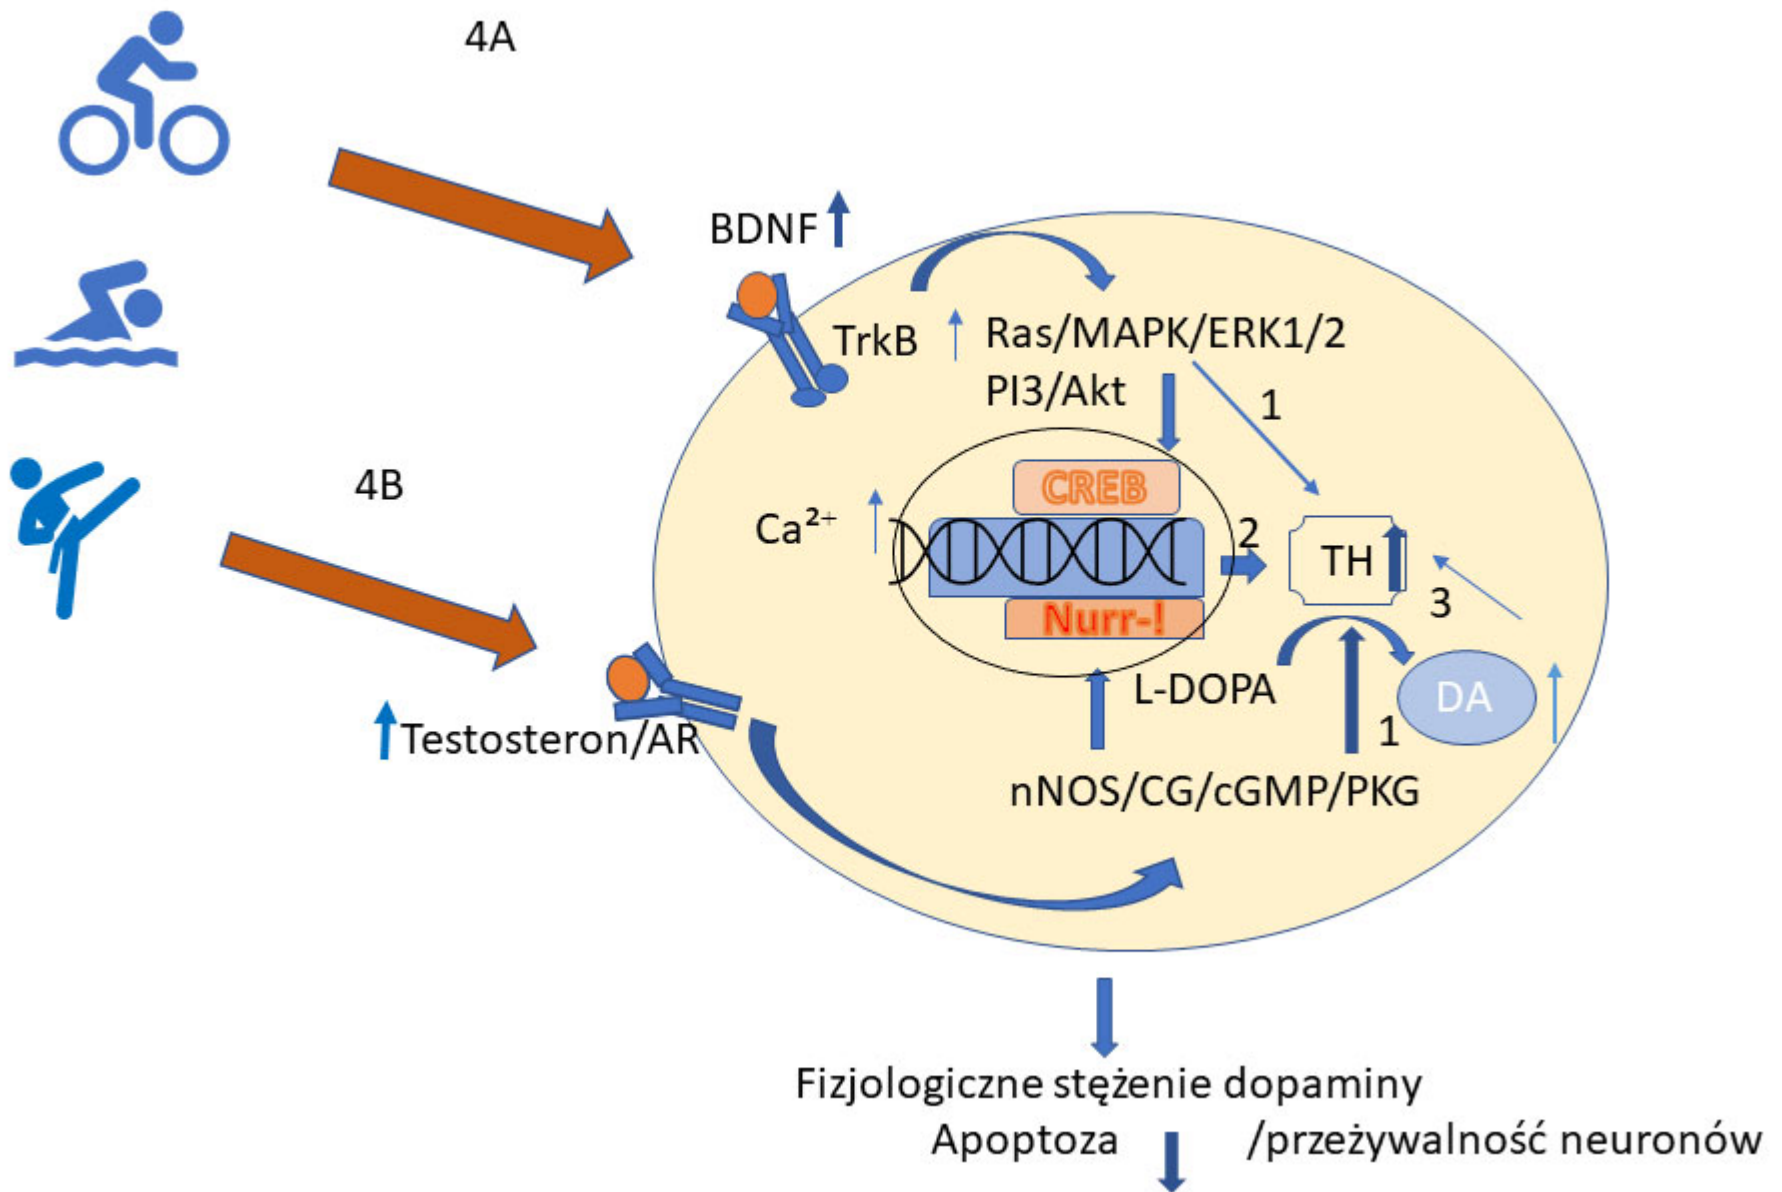 4A
BDNF
TrkB
Ras/MAPK/ERK1/2
PI3/Akt
1
4B
CREB
Ca²⁺
2
TH
3
Nurr-!
L-DOPA
DA
Testosteron/AR
1
nNOS/CG/cGMP/PKG
Fizjologiczne stężenie dopaminy
Apoptoza /przeżywalność neuronów